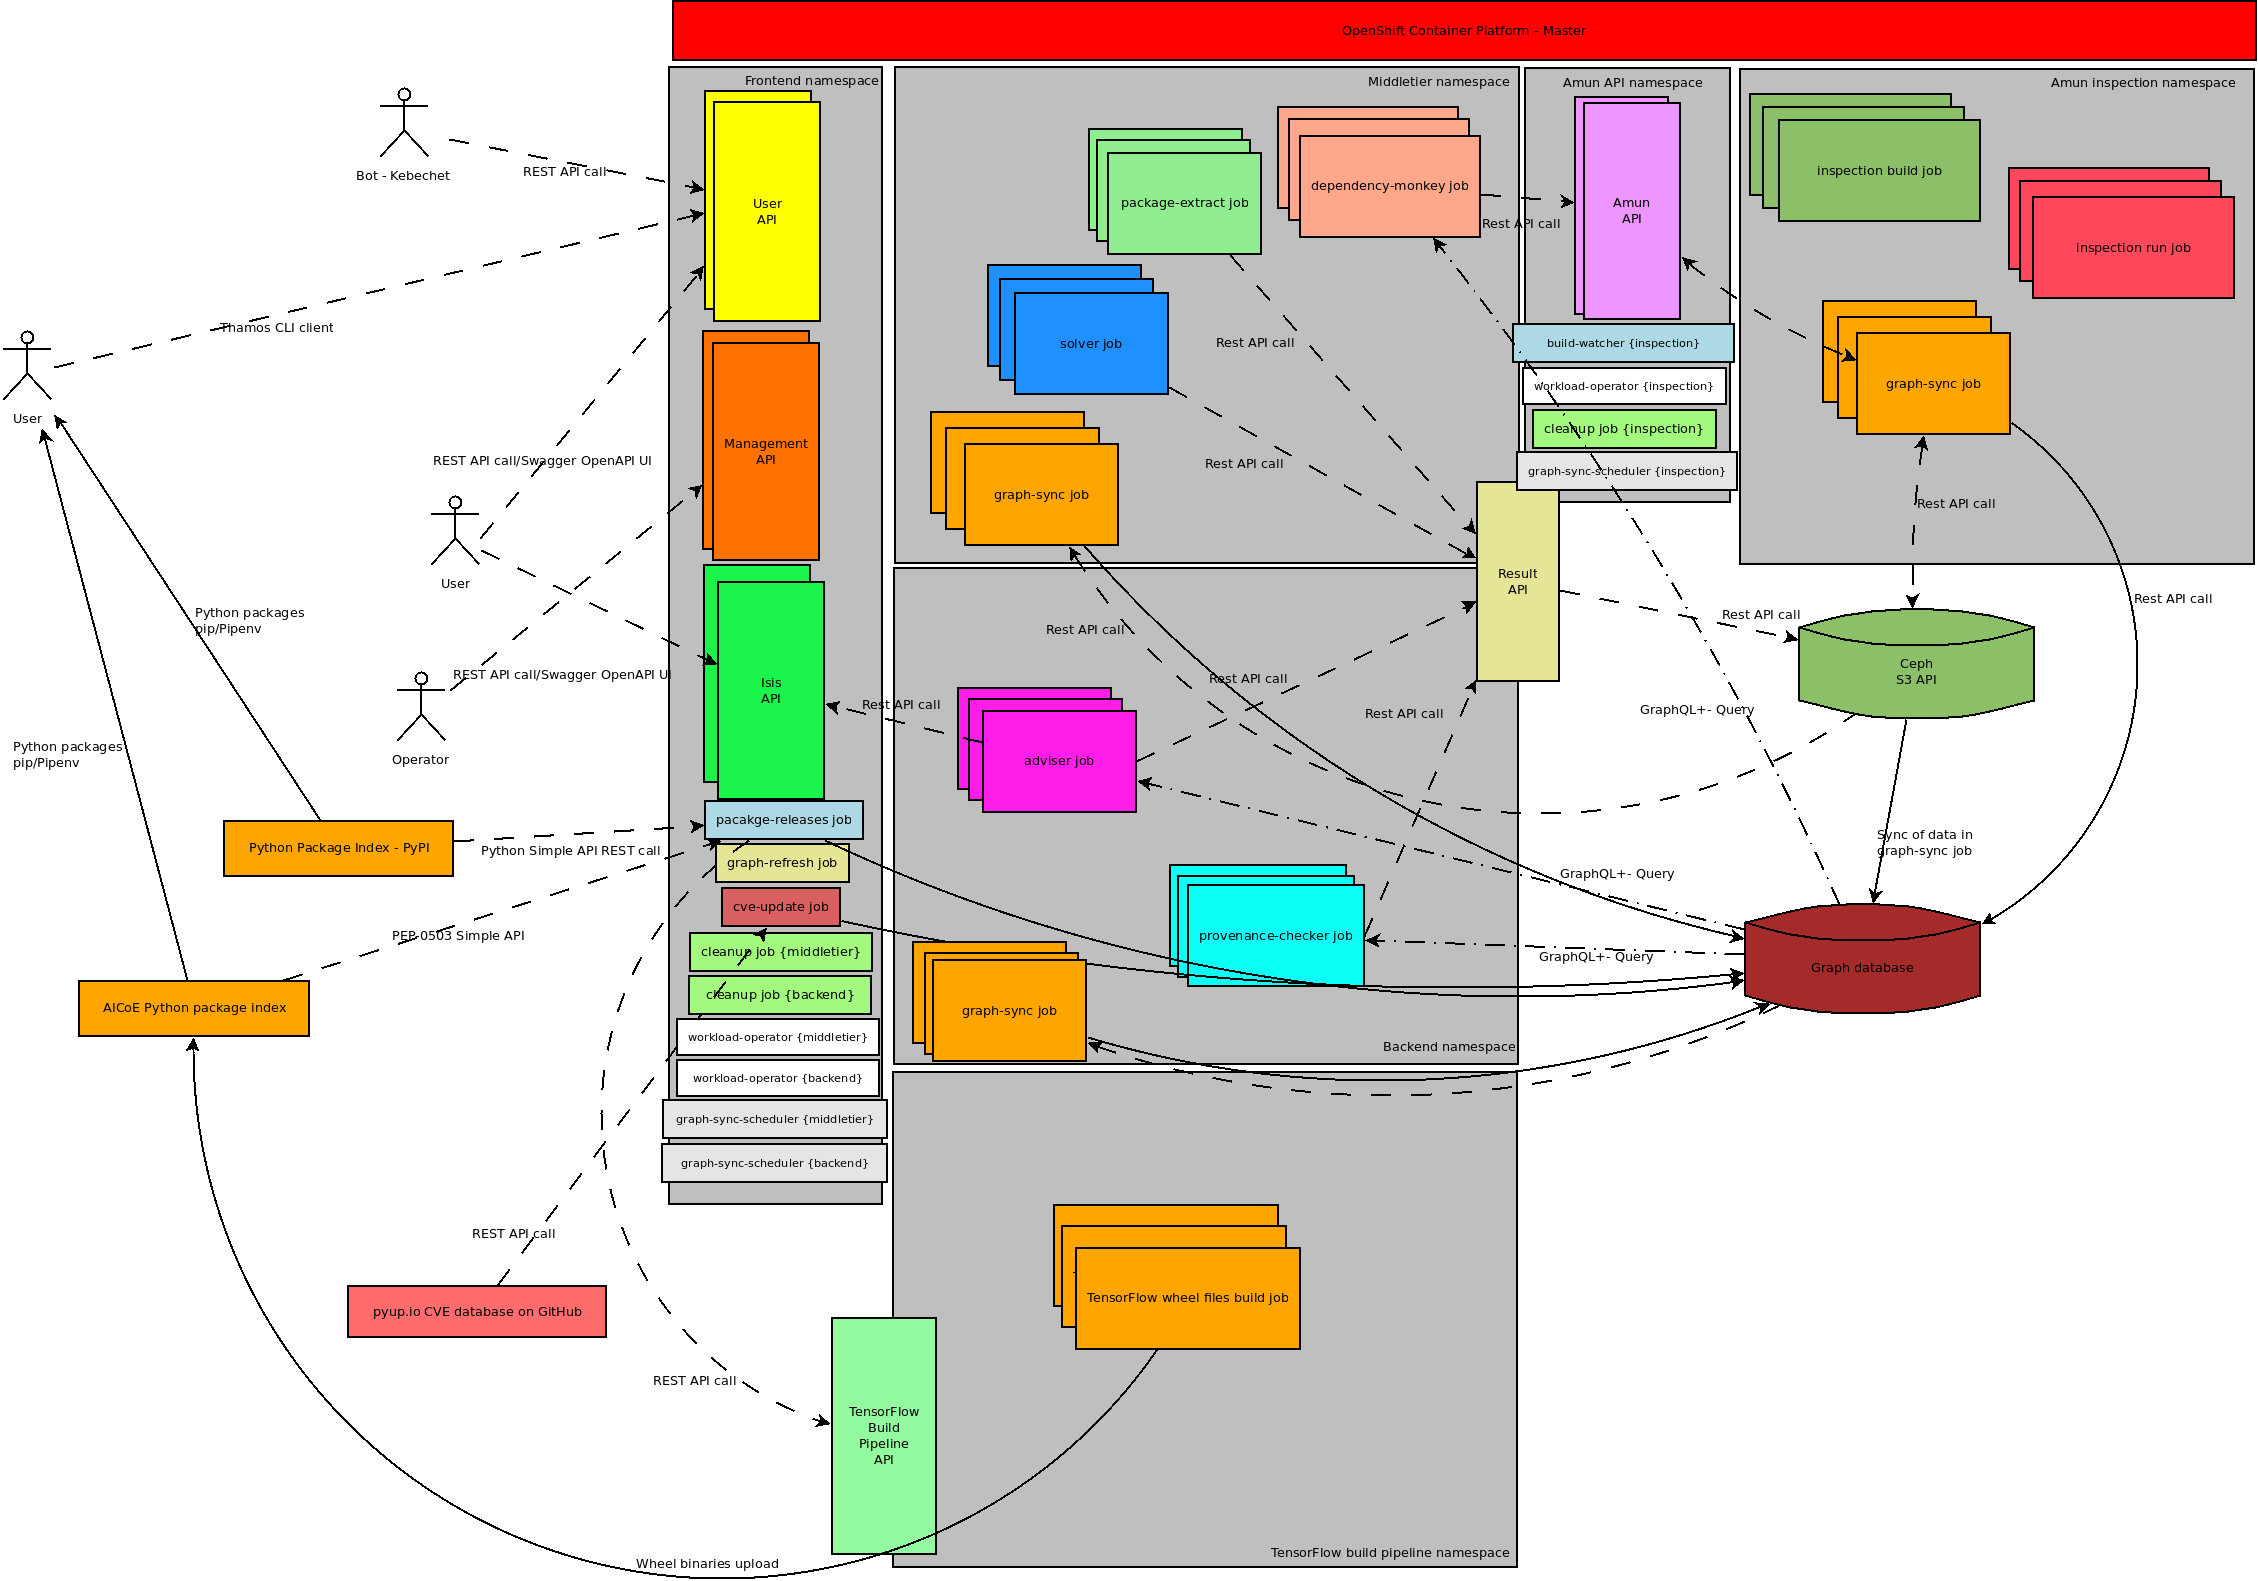 OpenShift Container Platform - Master
Frontend namespace
Middletier namespace
Amun API namespace
Amun inspection namespace
Bot - Kebechet
REST API call
User
API
package-extract job
dependency-monkey job
Rest API call
Amun
API
inspection build job
inspection run job
Thamos CLI client
User
solver job
Rest API call
build-watcher {inspection}
workload-operator {inspection}
cleanup job {inspection}
graph-sync-scheduler {inspection}
graph-sync job
Management
API
REST API call/Swagger OpenAPI UI
Rest API call
graph-sync job
Rest API call
User
Result
API
Rest API call
Rest API call
Python packages
pip/Pipenv
Rest API call
REST API call/Swagger OpenAPI UI
Isis
API
Rest API call
Rest API call
Rest API call
GraphQL+- Query
Ceph
S3 API
Operator
Python packages
pip/Pipenv
adviser job
pacakge-releases job
Python Package Index - PyPI
Python Simple API REST call
graph-refresh job
Sync of data in
graph-sync job
GraphQL+- Query
cve-update job
PEP-0503 Simple API
provenance-checker job
cleanup job {middletier}
GraphQL+- Query
Graph database
cleanup job {backend}
AICoE Python package index
graph-sync job
workload-operator {middletier}
Backend namespace
workload-operator {backend}
graph-sync-scheduler {middletier}
graph-sync-scheduler {backend}
REST API call
pyup.io CVE database on GitHub
TensorFlow wheel files build job
REST API call
TensorFlow
Build
Pipeline
API
Wheel binaries upload
TensorFlow build pipeline namespace